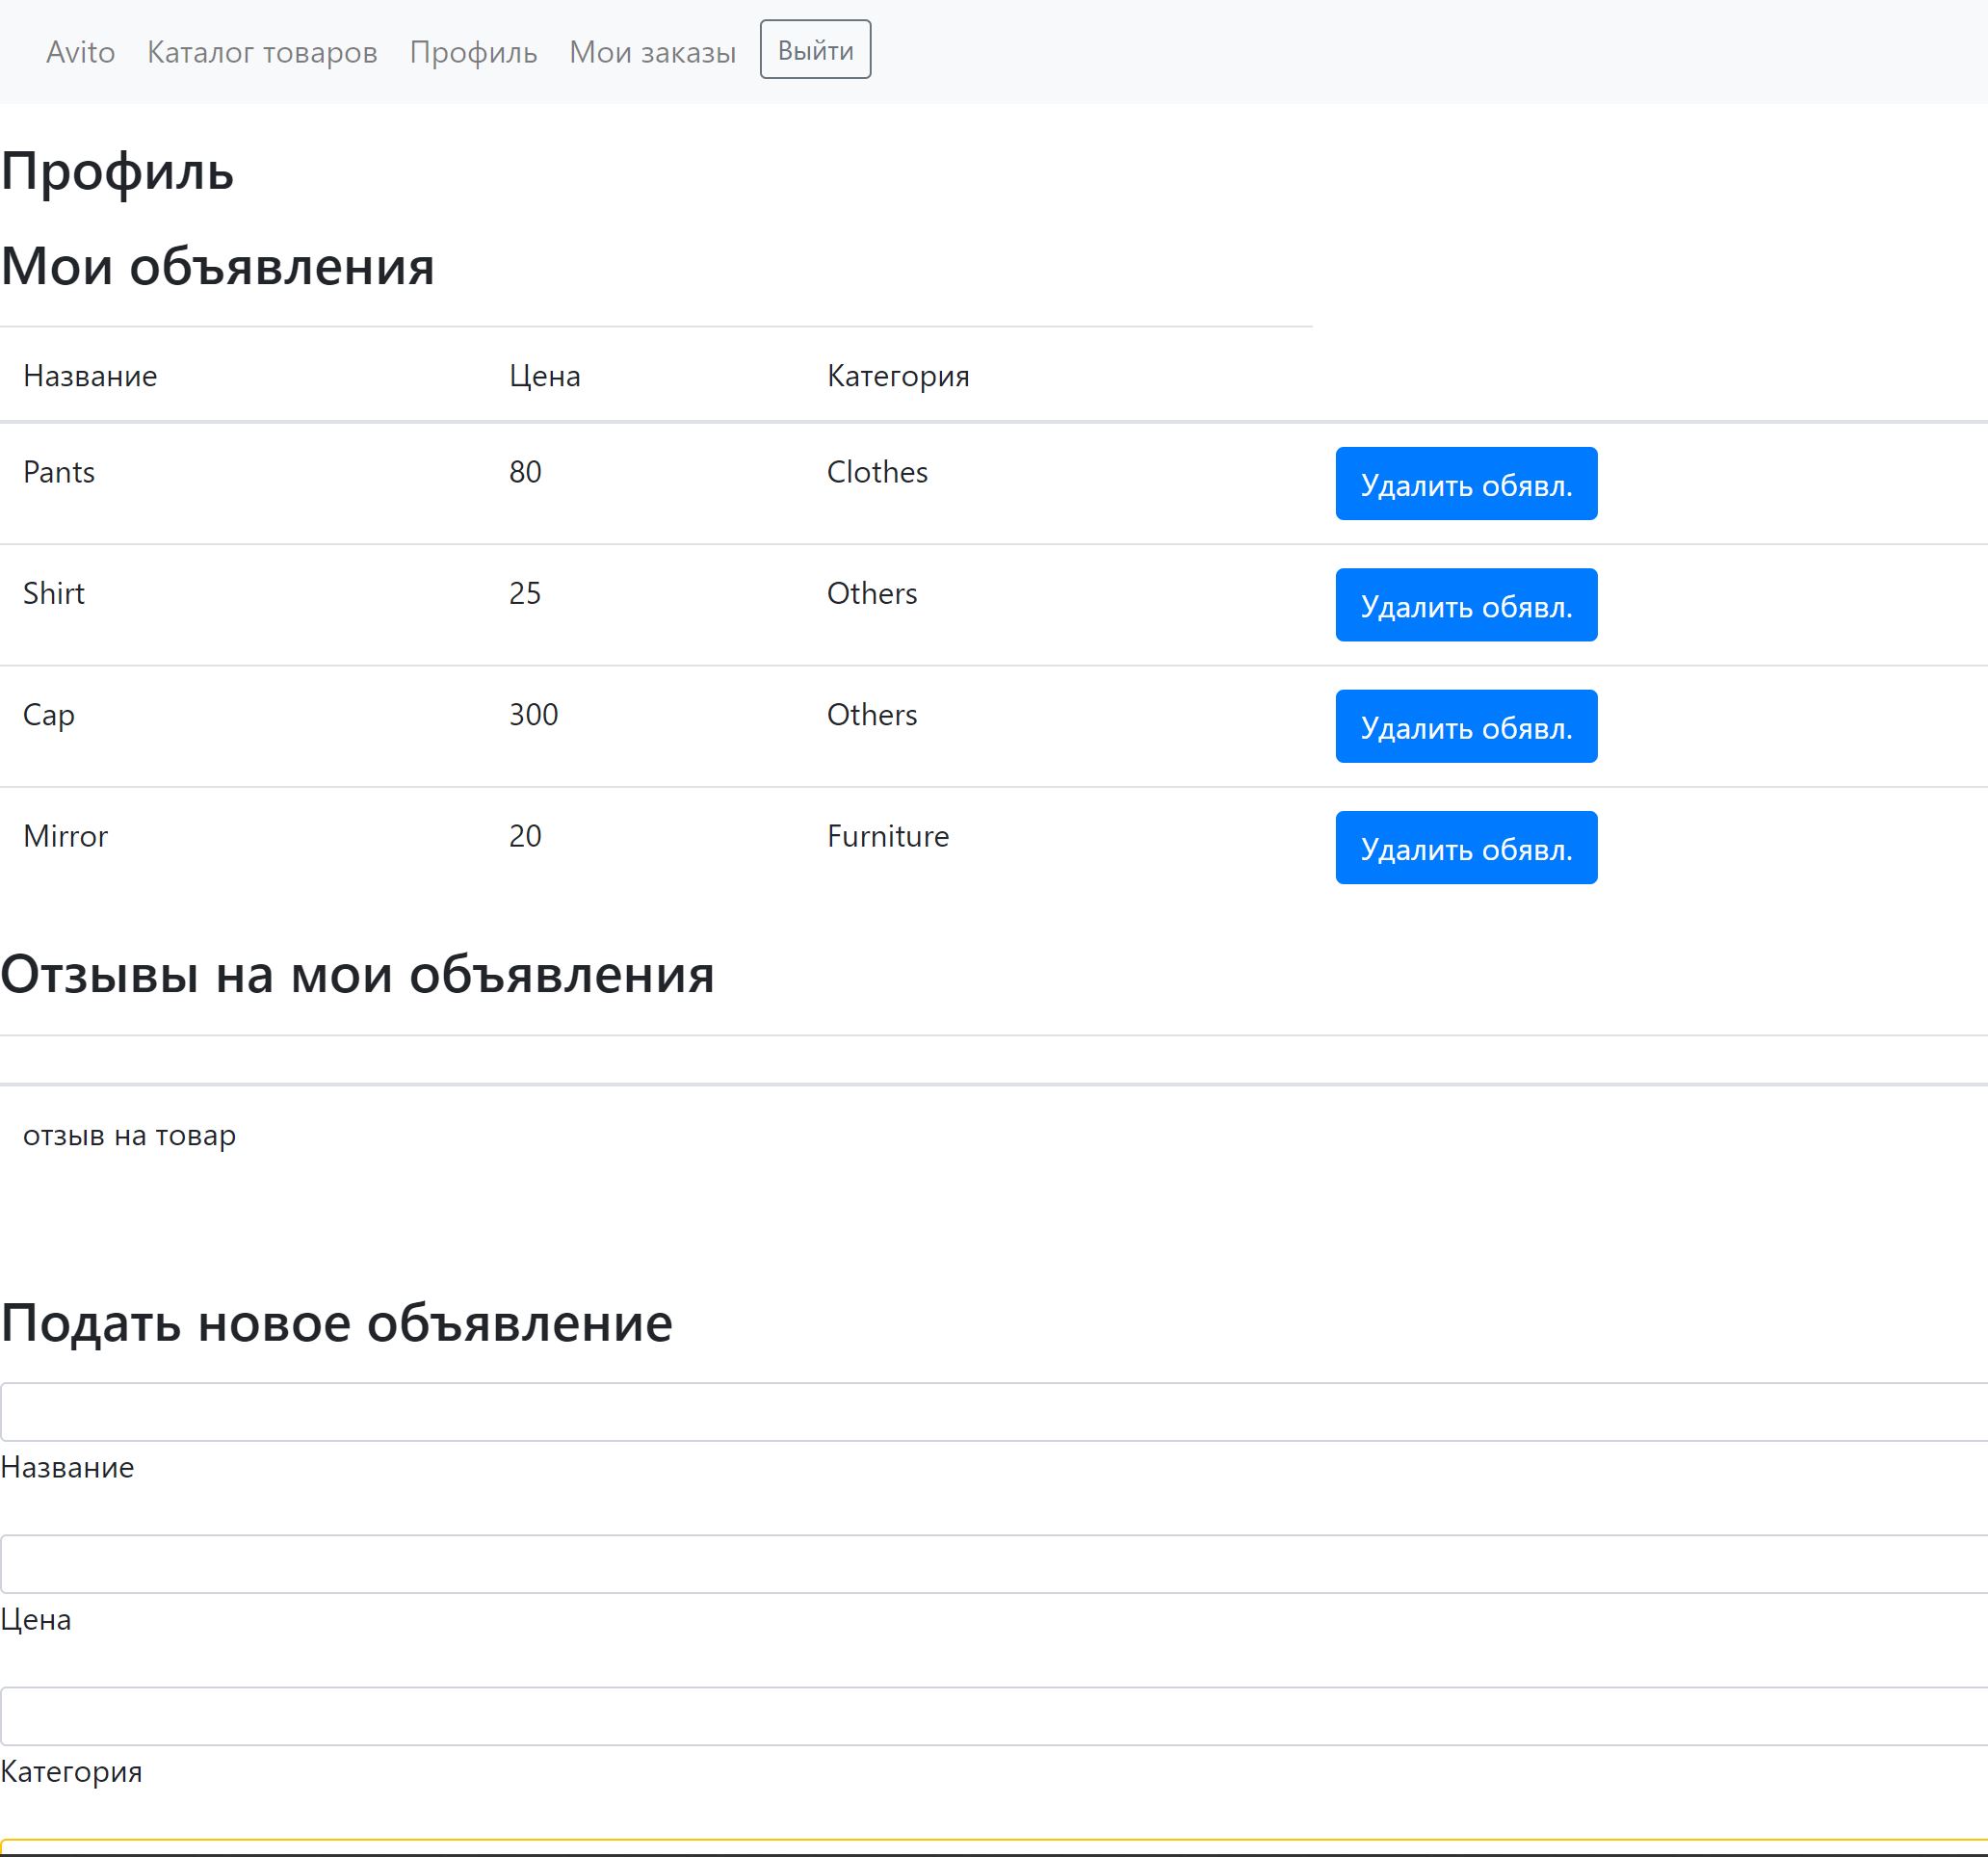 Avito Каталог товаров Профиль Мои заказы Выйти
Профиль
Мои объявления
Название Цена Категория
Pants 80 Clothes Удалить обявл.
Shirt 25 Others Удалить обявл.
Cap 300 Others Удалить обявл.
Mirror 20 Furniture Удалить обявл.
Отзывы на мои объявления
отзыв на товар
Подать новое объявление
Название
Цена
Категория